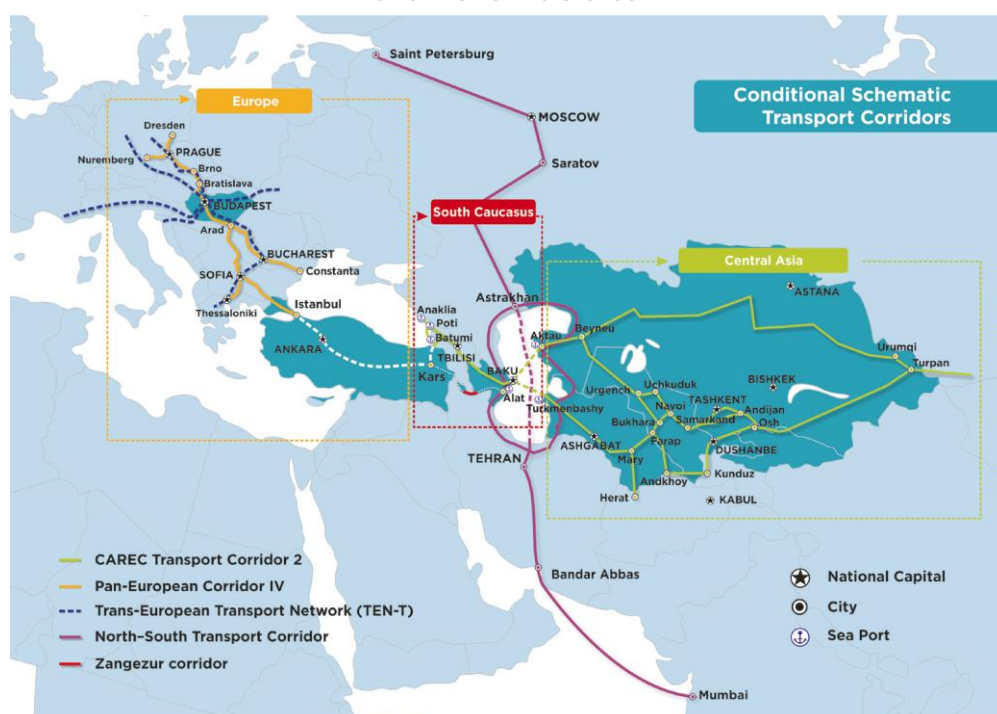 Saint Petersburg
Conditional Schematic
Transport Corridors
Europe
MOSCOW
Dresden
Nuremberg
PRAGUE
Brno
Bratislava
BUDAPEST
Saratov
South Caucasus
Arad
BUCHAREST
Constanta
SOFIA
Thessaloniki
Istanbul
ANKARA
Central Asia
ASTANA
Astrakhan
Anaklia
Poti
Batumi
TBILISI
Kars
BAKU
Alat
Aktau
Beyneu
Urumqi
Turpan
BISHKEK
Urgench
Uchkuduk
TASHKENT
Navoi
Andijan
Samarkand
Osh
Bukhara
Turkmenbashy
Farap
DUSHANBE
ASHGABAT
Mary
Andkhoy
Kunduz
Herat
KABUL
TEHRAN
Bandar Abbas
Mumbai
CAREC Transport Corridor 2
Pan-European Corridor IV
Trans-European Transport Network (TEN-T)
North–South Transport Corridor
Zangezur corridor
National Capital
City
Sea Port